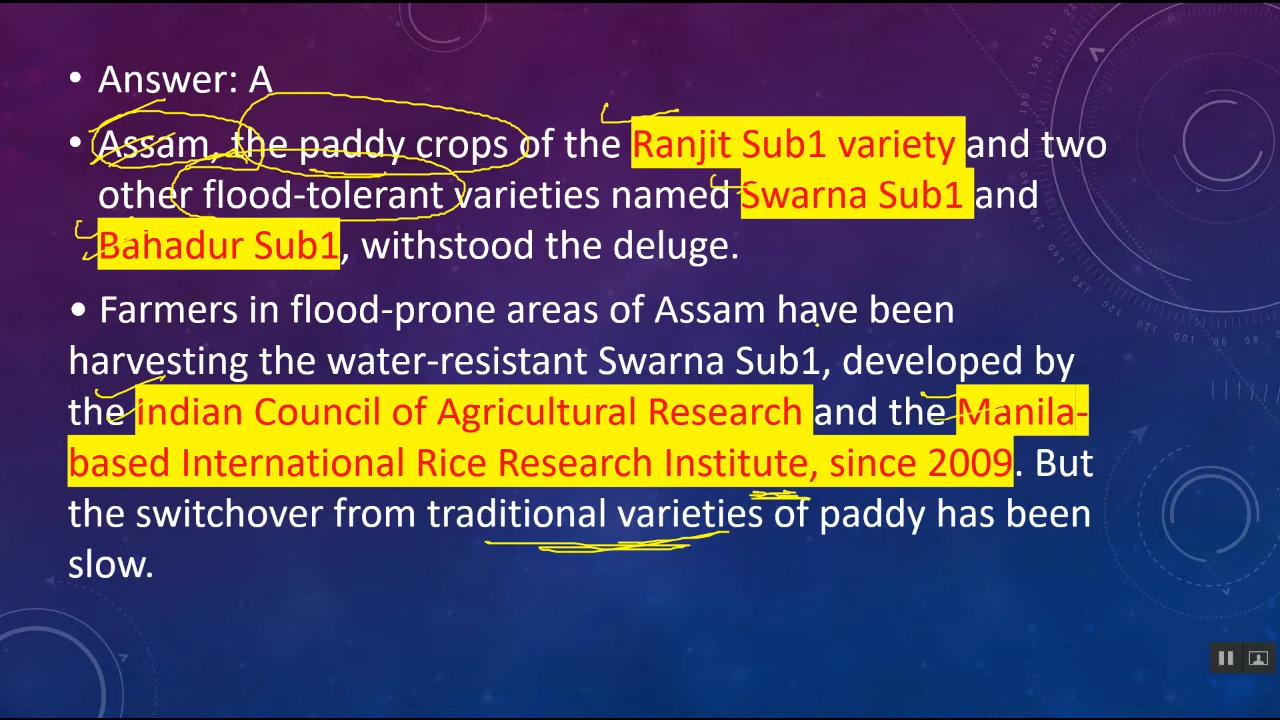 • Answer: A
• Assam, the paddy crops of the Ranjit Sub1 variety and two
other flood-tolerant varieties named Swarna Sub1 and
Bahadur Sub1, withstood the deluge.
• Farmers in flood-prone areas of Assam have been
harvesting the water-resistant Swarna Sub1, developed by
the Indian Council of Agricultural Research and the Manila-
based International Rice Research Institute, since 2009. But
the switchover from traditional varieties of paddy has been
slow.